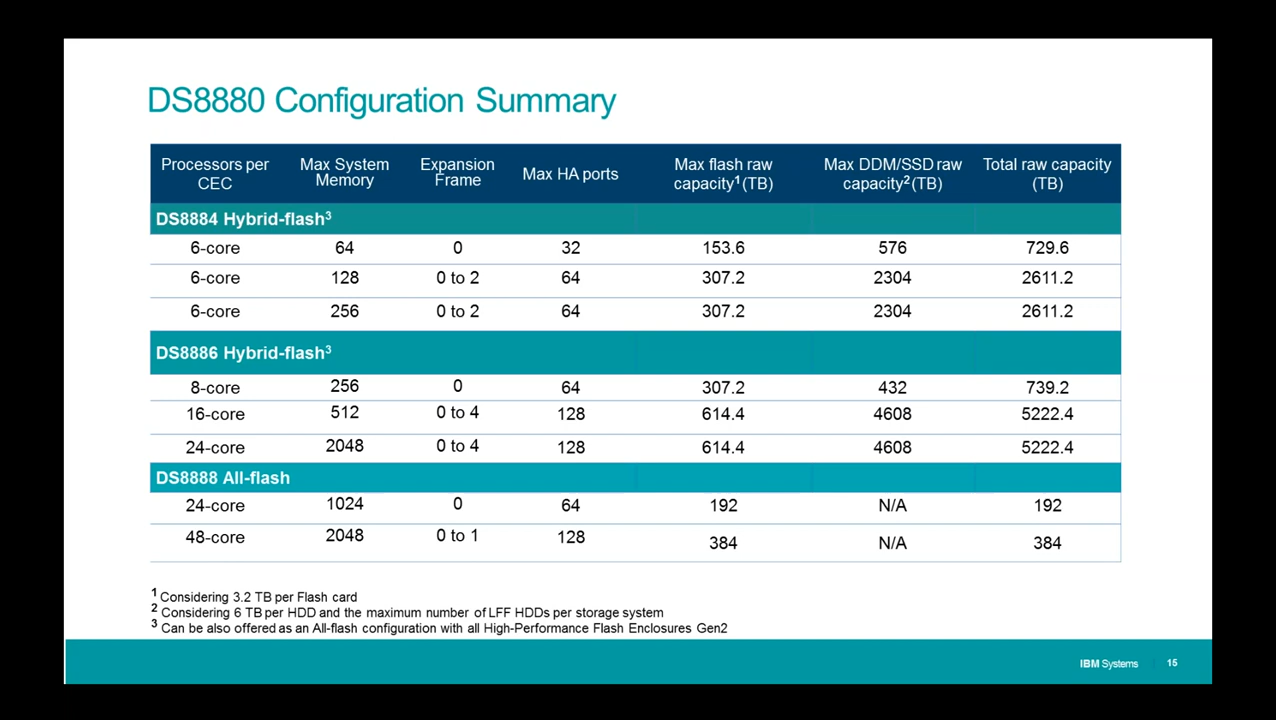 DS8880 Configuration Summary
Processors per CEC Max System Memory Expansion Frame Max HA ports Max flash raw capacity1 (TB) Max DDM/SSD raw capacity2 (TB) Total raw capacity (TB)
DS8884 Hybrid-flash3
6-core 64 0 32 153.6 576 729.6
6-core 128 0 to 2 64 307.2 2304 2611.2
6-core 256 0 to 2 64 307.2 2304 2611.2
DS8886 Hybrid-flash3
8-core 256 0 64 307.2 432 739.2
16-core 512 0 to 4 128 614.4 4608 5222.4
24-core 2048 0 to 4 128 614.4 4608 5222.4
DS8888 All-flash
24-core 1024 0 64 192 N/A 192
48-core 2048 0 to 1 128 384 N/A 384
1 Considering 3.2 TB per Flash card
2 Considering 6 TB per HDD and the maximum number of LFF HDDs per storage system
3 Can be also offered as an All-flash configuration with all High-Performance Flash Enclosures Gen2
IBM Systems 15